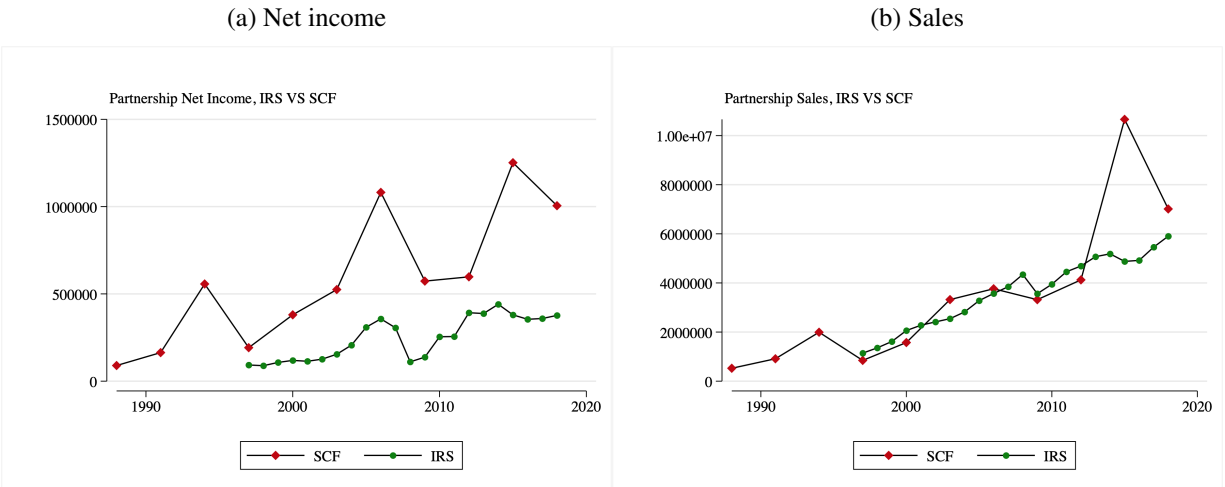 (a) Net income
Partnership Net Income, IRS VS SCF
1500000
1000000
500000
0
1990 2000 2010 2020
SCF IRS
(b) Sales
Partnership Sales, IRS VS SCF
1.00e+07
8000000
6000000
4000000
2000000
0
1990 2000 2010 2020
SCF IRS